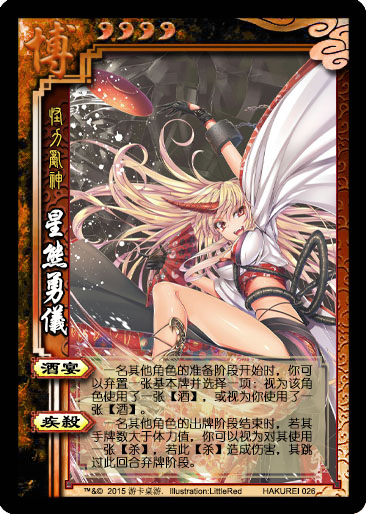 博
怪力亂神
星熊勇儀
酒宴
一名其他角色的准备阶段开始时，你可
以弃置一张基本牌并选择一项：视为该角
色使用了一张【酒】，或视为你使用了一
张【酒】。
疾殺
一名其他角色的出牌阶段结束时，若其
手牌数大于体力值，你可以视为对其使用
一张【杀】，若此【杀】造成伤害，其跳
过此回合弃牌阶段。
™&© 2015 游卡桌游. Illustration:LittleRed HAKUREI 026